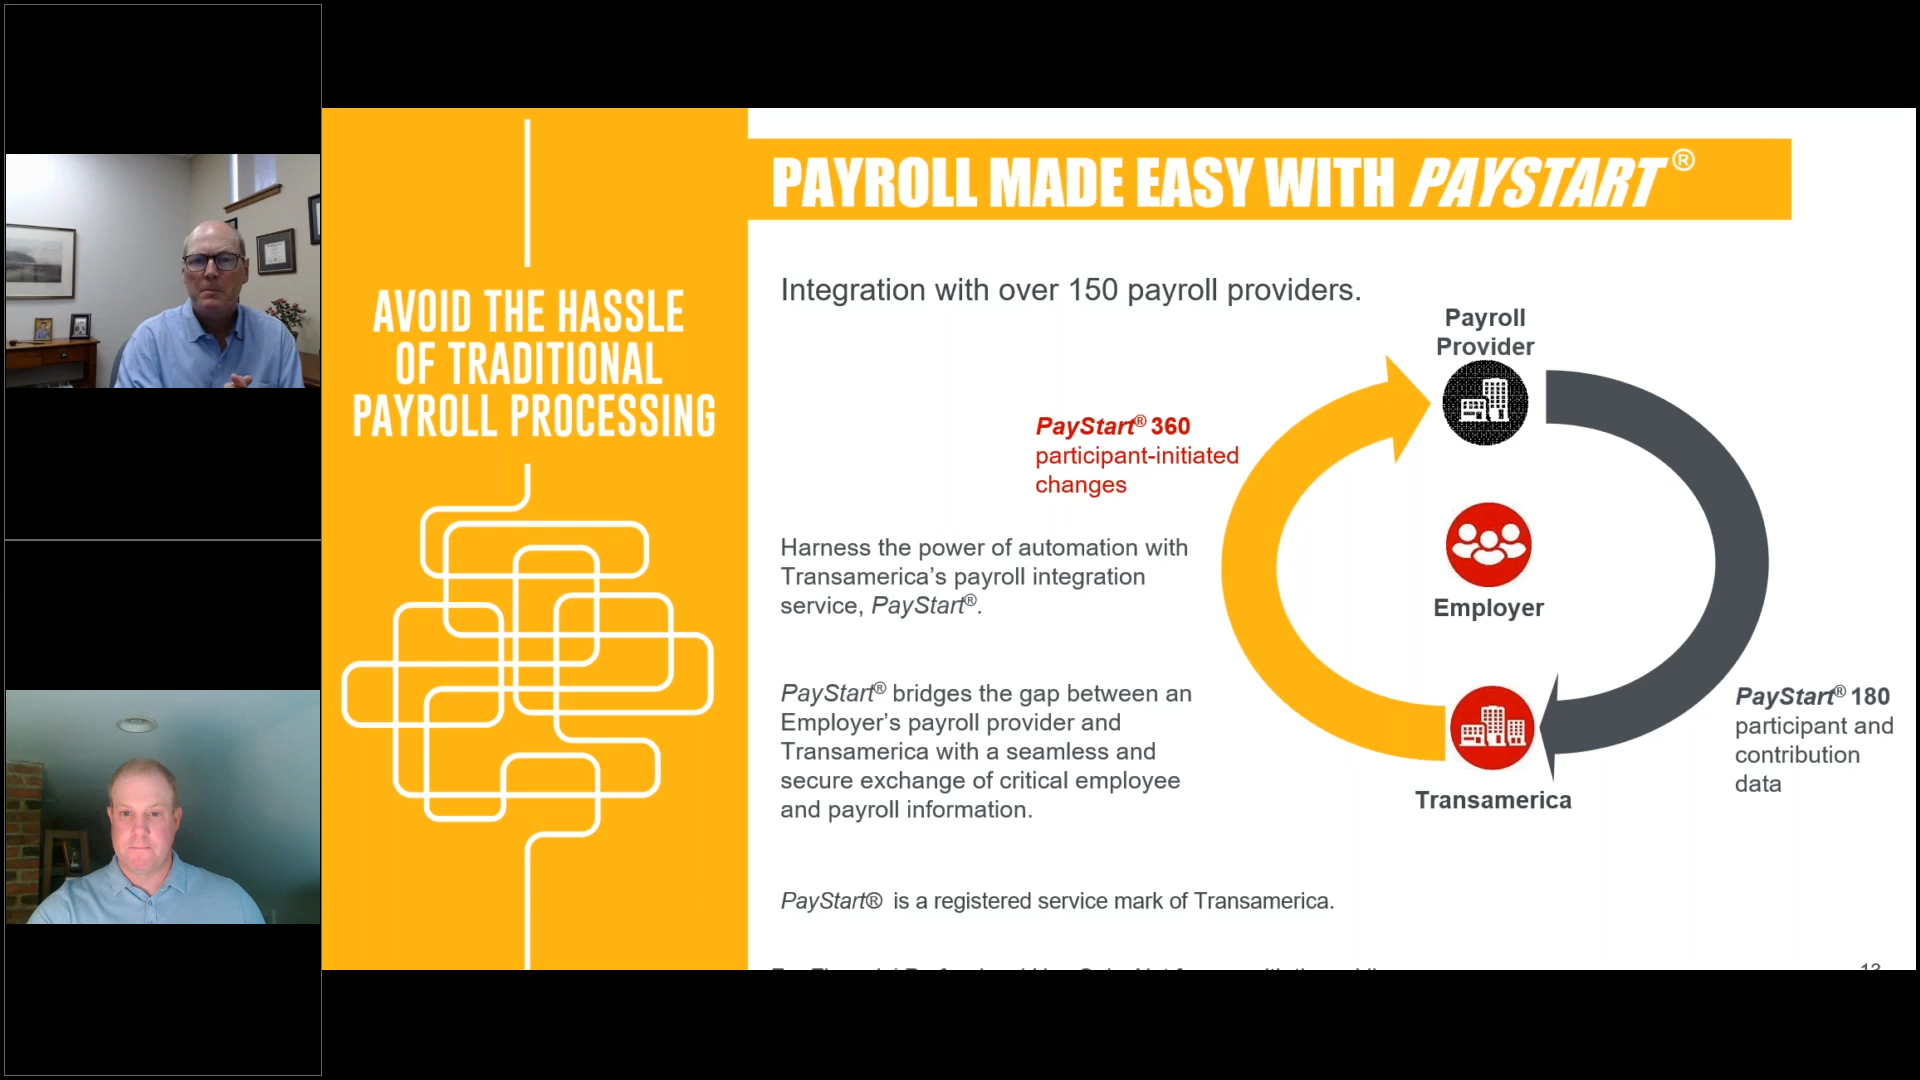 AVOID THE HASSLE
OF TRADITIONAL
PAYROLL PROCESSING
PAYROLL MADE EASY WITH PAYSTART®
Integration with over 150 payroll providers.
Payroll
Provider
PayStart® 360
participant-initiated
changes
Harness the power of automation with
Transamerica’s payroll integration
service, PayStart®.
Employer
PayStart® bridges the gap between an
Employer’s payroll provider and
Transamerica with a seamless and
secure exchange of critical employee
and payroll information.
PayStart® 180
participant and
contribution
data
Transamerica
PayStart® is a registered service mark of Transamerica.